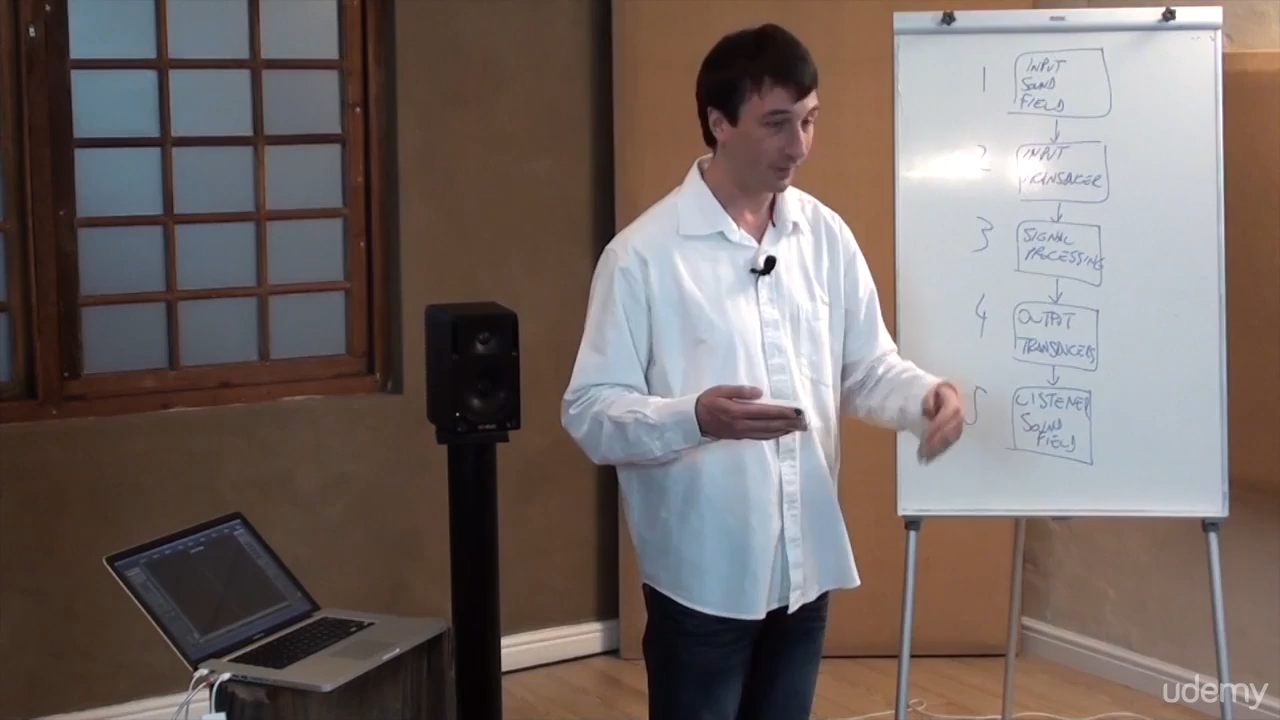 1
INPUT
SOUND
FIELD
2
INPUT
TRANSDUCER
3
SIGNAL
PROCESSING
4
OUTPUT
TRANSDUCERS
5
LISTENER
SOUND
FIELD
udemy